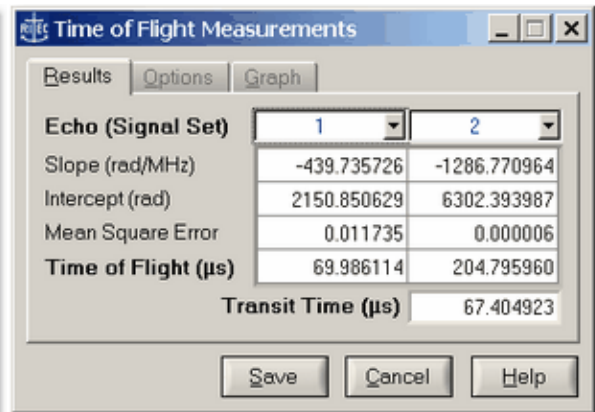 RITEC Time of Flight Measurements
Results Options Graph
Echo (Signal Set) 1 2
Slope (rad/MHz) -439.735726 -1286.770964
Intercept (rad) 2150.850629 6302.393987
Mean Square Error 0.011735 0.000006
Time of Flight (µs) 69.986114 204.795960
Transit Time (µs) 67.404923
Save Cancel Help